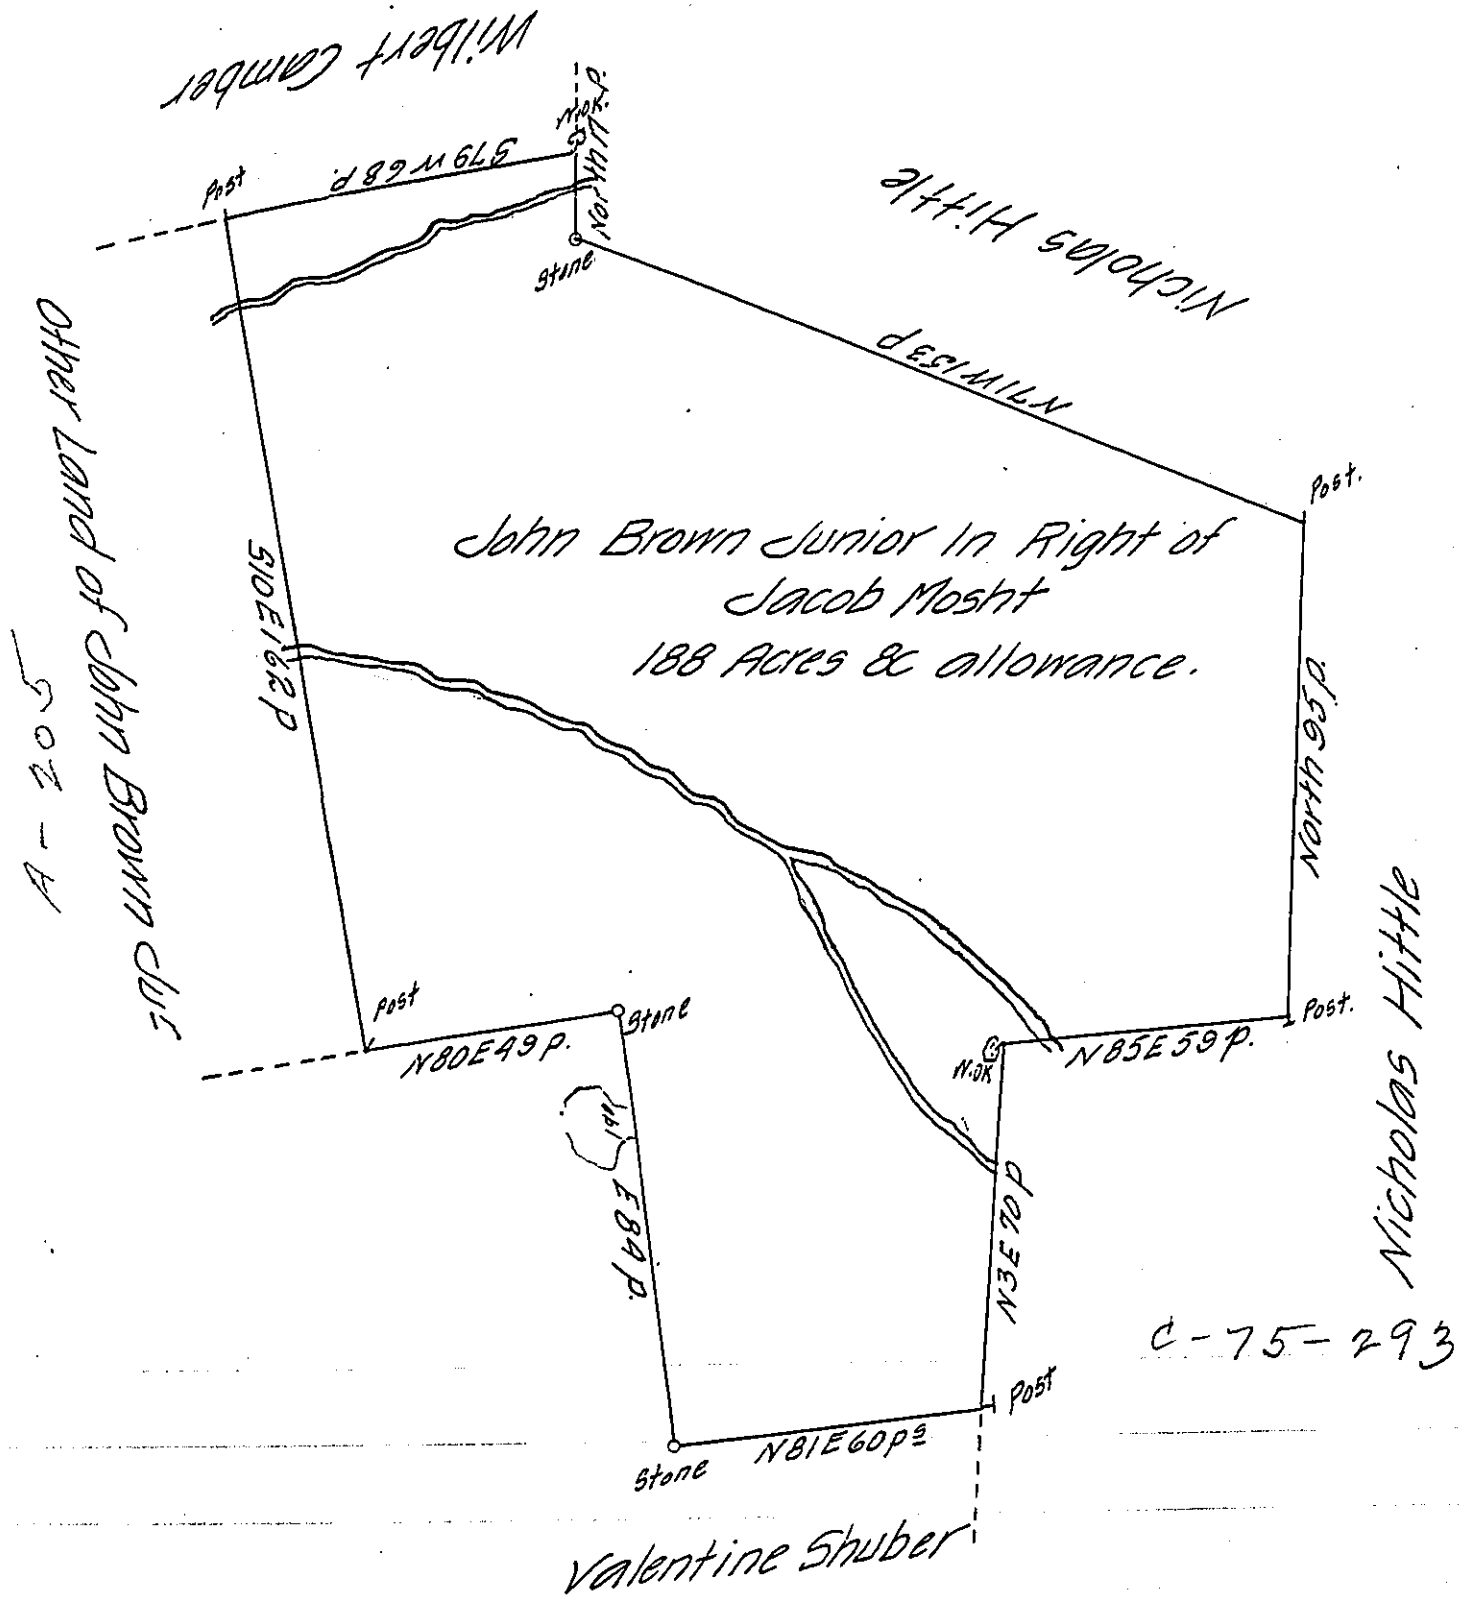 Wilbert Camber
N.OK.
S79W68P.
Post
Stone
Nicholas Hittle
N71W153P
Post.
Other Land of John Brown Jur
A-205
S10E162P
John Brown Junior In Right of
Jacob Mosht
188 Acres &c allowance.
North 95P.
Post
Stone
N80E49P.
Post.
N85E59P.
W.OK
E84P.
N3E70P
Nicholas Hittle
C-75-293
Post
N81E60Ps
Stone
Valentine Shuber